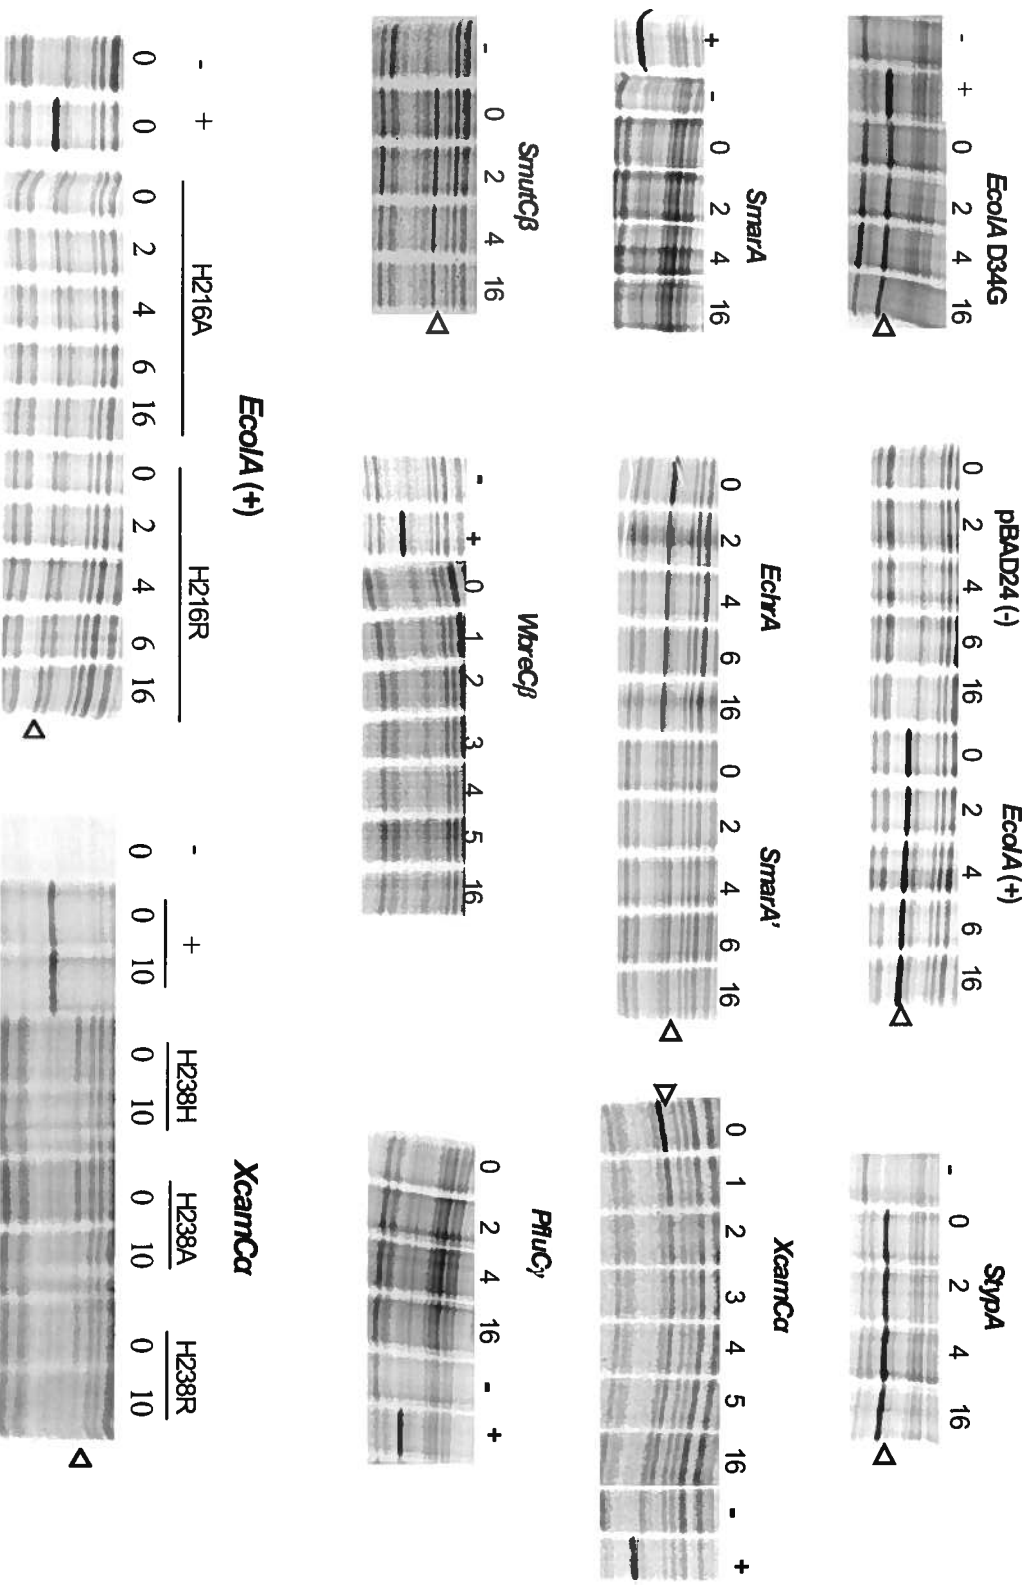 EcolA D34G
- + 0 2 4 16
pBAD24 (-) EcolA (+)
0 2 4 6 16 0 2 4 6 16
StypA
- 0 2 4 16
SmarA
+ - 0 2 4 16
EchrA SmarA'
0 2 4 6 16 0 2 4 6 16
XcamCα
0 1 2 3 4 5 16 - +
SmutCβ
- 0 2 4 16
WbreCβ
- + 0 1 2 3 4 5 16
PfluCγ
0 2 4 16 - +
EcolA (+)
- + H216A H216R
0 0 0 2 4 6 16 0 2 4 6 16
XcamCα
- + H238H H238A H238R
0 0 10 0 10 0 10 0 10